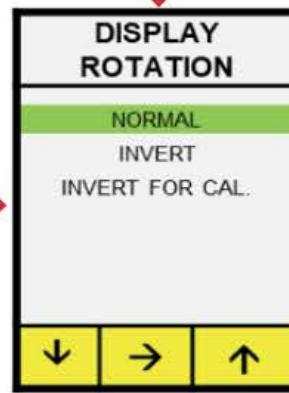 DISPLAY
ROTATION
NORMAL
INVERT
INVERT FOR CAL.